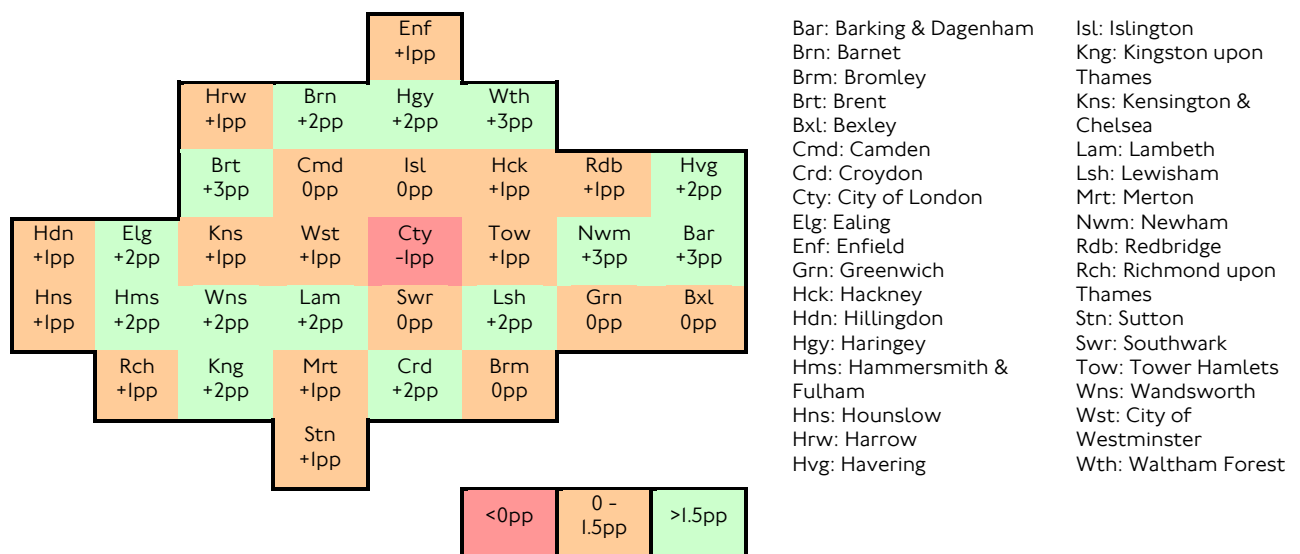 Enf
+1pp
Hrw Brn Hgy Wth
+1pp +2pp +2pp +3pp
Brt Cmd Isl Hck Rdb Hvg
+3pp 0pp 0pp +1pp +1pp +2pp
Hdn Elg Kns Wst Cty Tow Nwm Bar
+1pp +2pp +1pp +1pp -1pp +1pp +3pp +3pp
Hns Hms Wns Lam Swr Lsh Grn Bxl
+1pp +2pp +2pp +2pp 0pp +2pp 0pp 0pp
Rch Kng Mrt Crd Brm
+1pp +2pp +1pp +2pp 0pp
Stn
+1pp
<0pp 0 - 1.5pp >1.5pp
Bar: Barking & Dagenham
Brn: Barnet
Brm: Bromley
Brt: Brent
Bxl: Bexley
Cmd: Camden
Crd: Croydon
Cty: City of London
Elg: Ealing
Enf: Enfield
Grn: Greenwich
Hck: Hackney
Hdn: Hillingdon
Hgy: Haringey
Hms: Hammersmith &
Fulham
Hns: Hounslow
Hrw: Harrow
Hvg: Havering
Isl: Islington
Kng: Kingston upon
Thames
Kns: Kensington &
Chelsea
Lam: Lambeth
Lsh: Lewisham
Mrt: Merton
Nwm: Newham
Rdb: Redbridge
Rch: Richmond upon
Thames
Stn: Sutton
Swr: Southwark
Tow: Tower Hamlets
Wns: Wandsworth
Wst: City of
Westminster
Wth: Waltham Forest